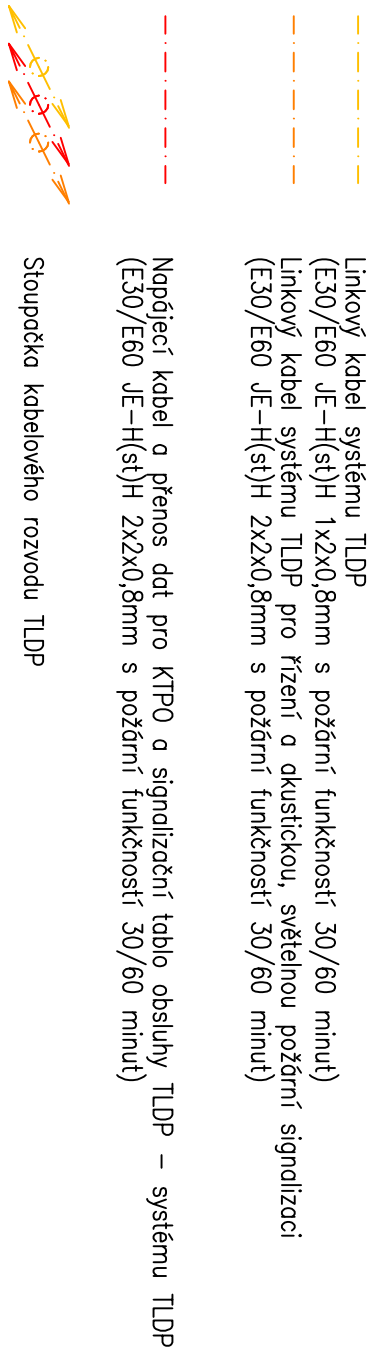 Linkový kabel systému TLDP
(E30/E60 JE-H(st)H 1x2x0,8mm s požární funkčností 30/60 minut)
Linkový kabel systému TLDP pro řízení a akustickou, světelnou požární signalizaci
(E30/E60 JE-H(st)H 2x2x0,8mm s požární funkčností 30/60 minut)
Napájecí kabel a přenos dat pro KTPO a signalizační tablo obsluhy TLDP - systému TLDP
(E30/E60 JE-H(st)H 2x2x0,8mm s požární funkčností 30/60 minut)
Stoupačka kabelového rozvodu TLDP